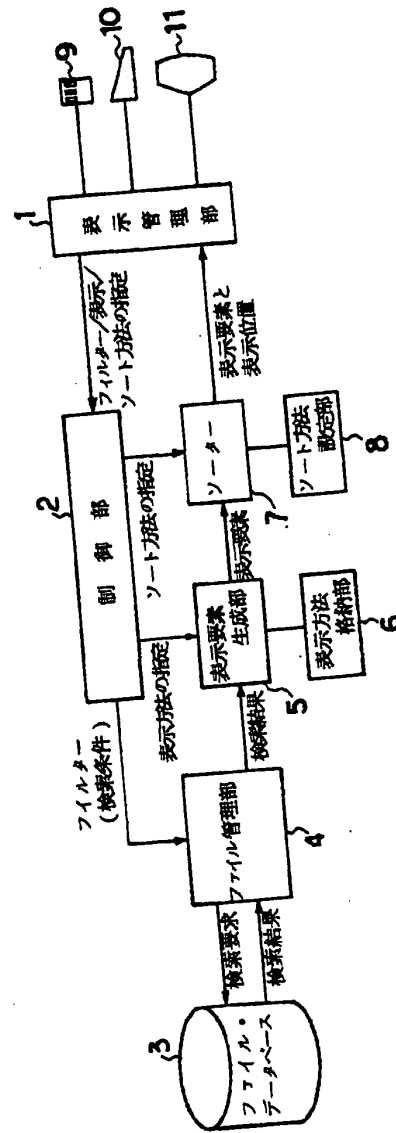 9
10
11
1
表示管理部
フィルター/表示/
ソート方法の指定
表示要素と
表示位置
2
制御部
ソート方法の指定
ソーター
7
ソート方法
設定部
8
表示方法の指定
表示要素
表示要素
生成部
5
表示方法
格納部
6
フィルター
(検索条件)
検索結果
ファイル管理部
4
検索要求
検索結果
3
ファイル・
データベース